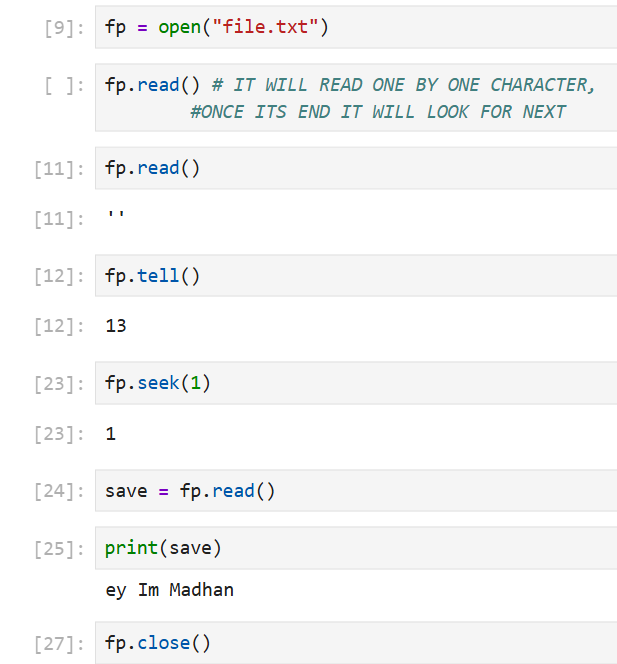 [9]: fp = open("file.txt")
[ ]: fp.read() # IT WILL READ ONE BY ONE CHARACTER,
#ONCE ITS END IT WILL LOOK FOR NEXT
[11]: fp.read()
[11]: ''
[12]: fp.tell()
[12]: 13
[23]: fp.seek(1)
[23]: 1
[24]: save = fp.read()
[25]: print(save)
ey Im Madhan
[27]: fp.close()